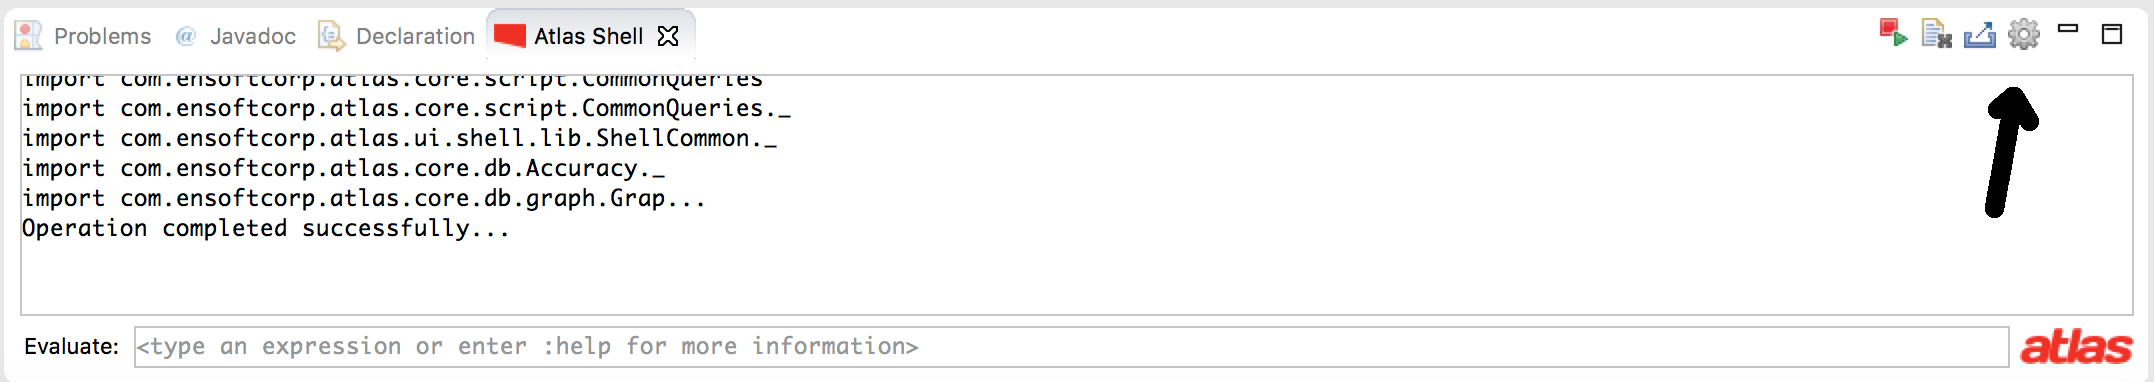 Problems @ Javadoc Declaration Atlas Shell
import com.ensoftcorp.atlas.core.script.CommonQueries
import com.ensoftcorp.atlas.core.script.CommonQueries._
import com.ensoftcorp.atlas.ui.shell.lib.ShellCommon._
import com.ensoftcorp.atlas.core.db.Accuracy._
import com.ensoftcorp.atlas.core.db.graph.Grap...
Operation completed successfully...
Evaluate: <type an expression or enter :help for more information> atlas